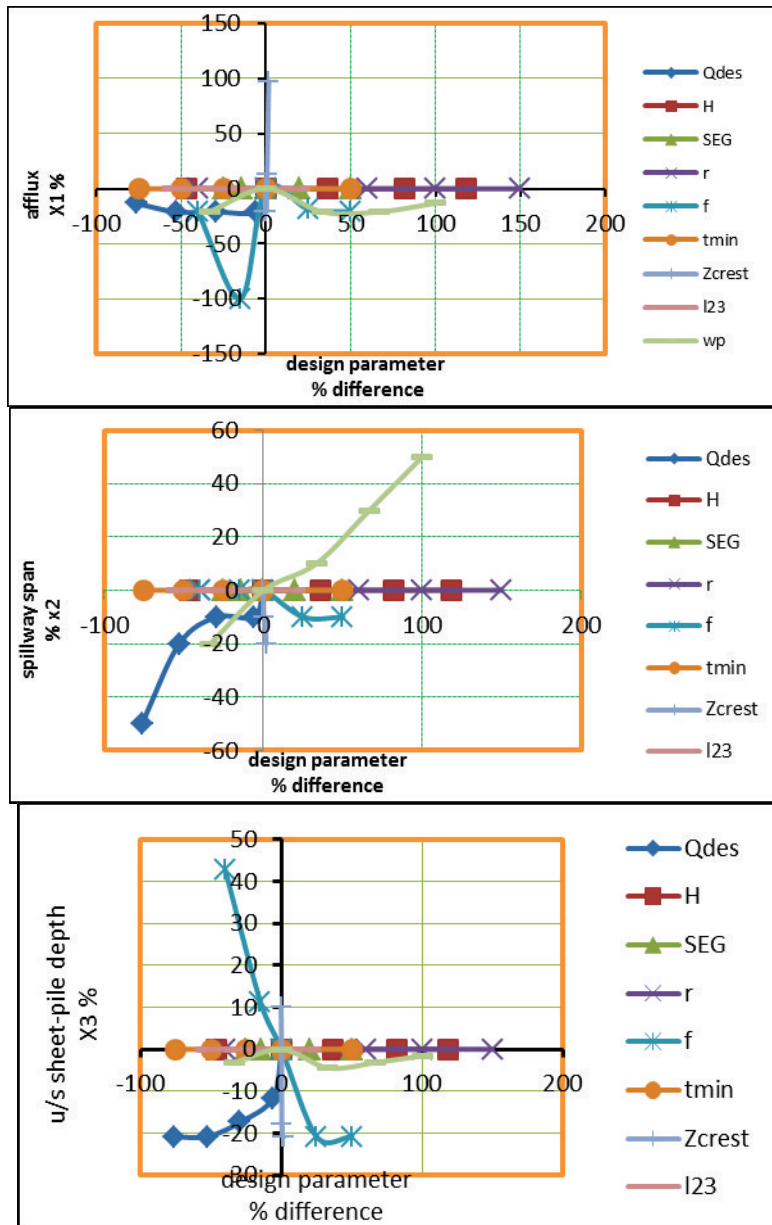 150
100
50
0
-50
-100
-150
-100 -50 0 50 100 150 200
afflux
X1 %
design parameter
% difference
Qdes
H
SEG
r
f
tmin
Zcrest
l23
wp
60
40
20
0
-20
-40
-60
-100 0 100 200
spillway span
% x2
design parameter
% difference
Qdes
H
SEG
r
f
tmin
Zcrest
l23
50
40
30
20
10
0
-10
-20
-30
-100 0 100 200
u/s sheet-pile depth
X3 %
design parameter
% difference
Qdes
H
SEG
r
f
tmin
Zcrest
l23